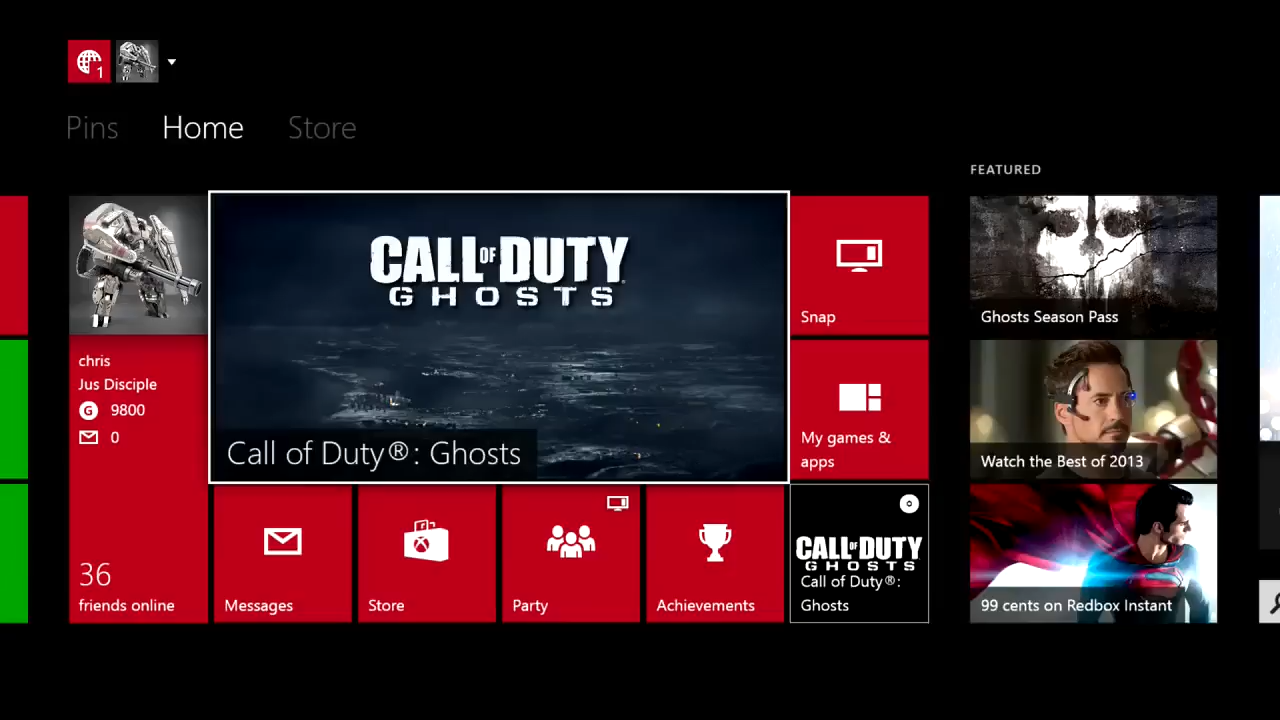 1
Pins Home Store
FEATURED
chris
Jus Disciple
G 9800
0
36
friends online
CALL OF DUTY
GHOSTS
Call of Duty®: Ghosts
Snap
My games &
apps
Messages
Store
Party
Achievements
CALL OF DUTY
GHOSTS
Call of Duty®:
Ghosts
Ghosts Season Pass
Watch the Best of 2013
99 cents on Redbox Instant